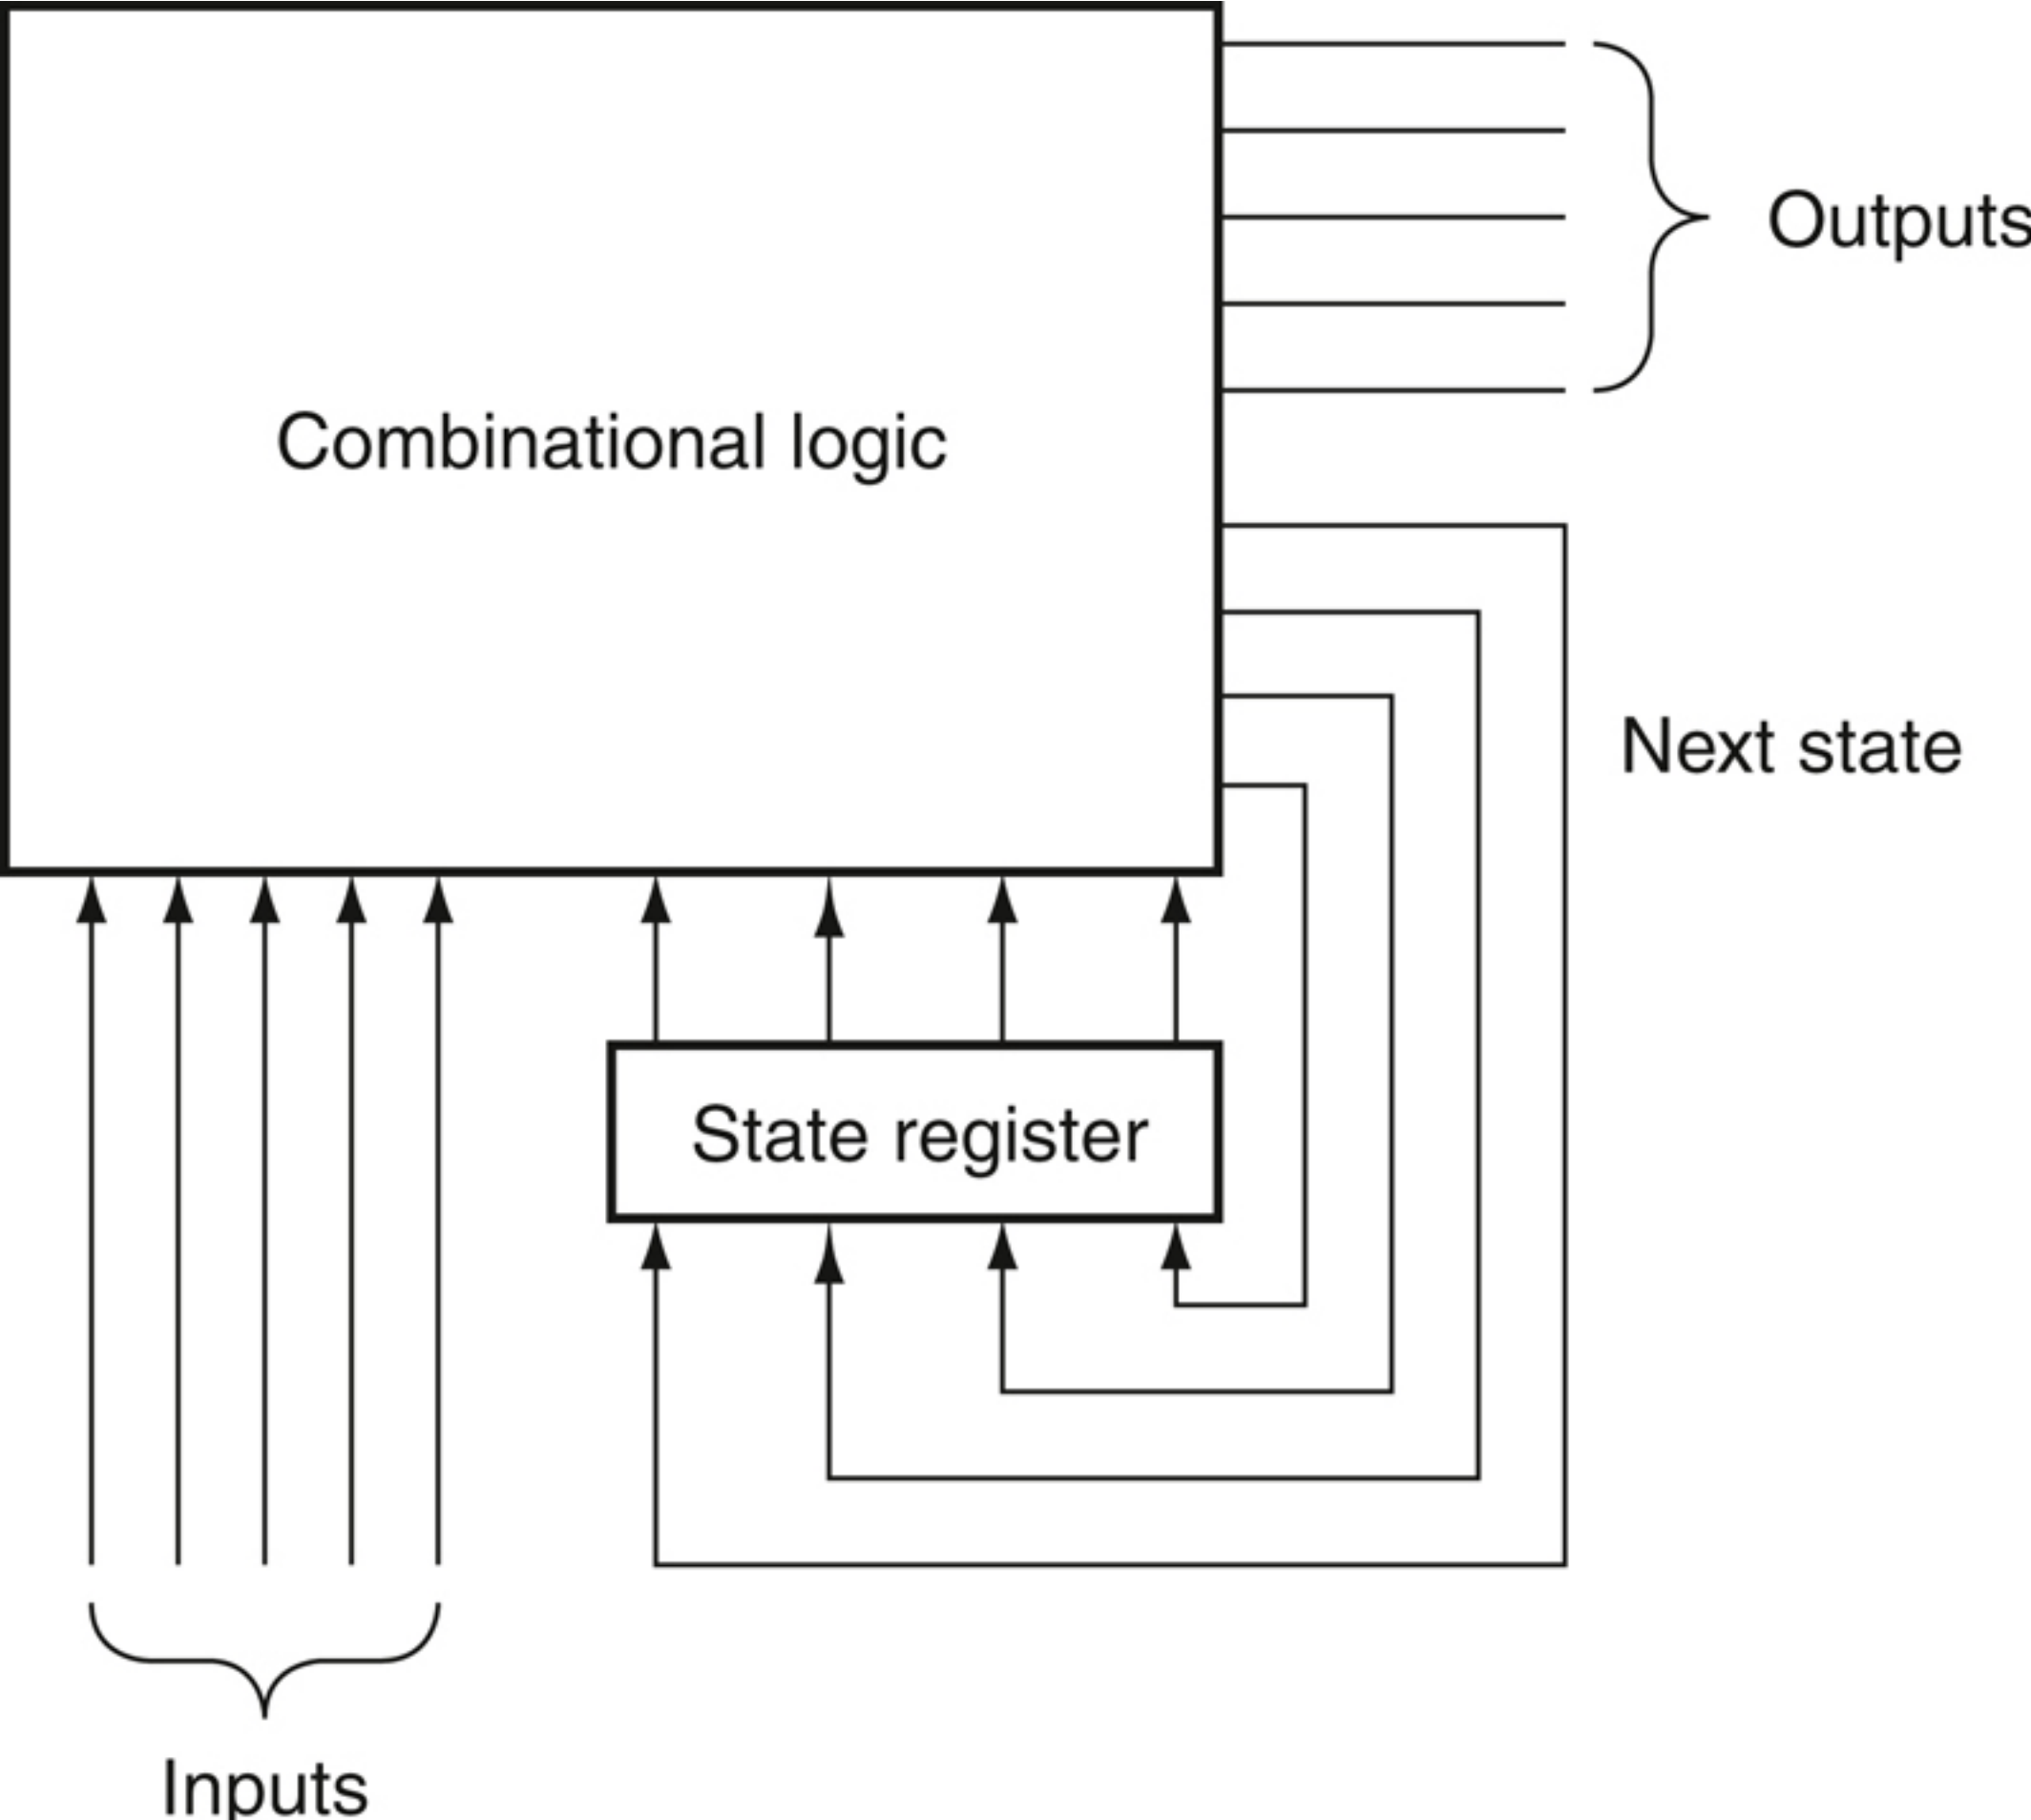 Outputs
Combinational logic
Next state
State register
Inputs